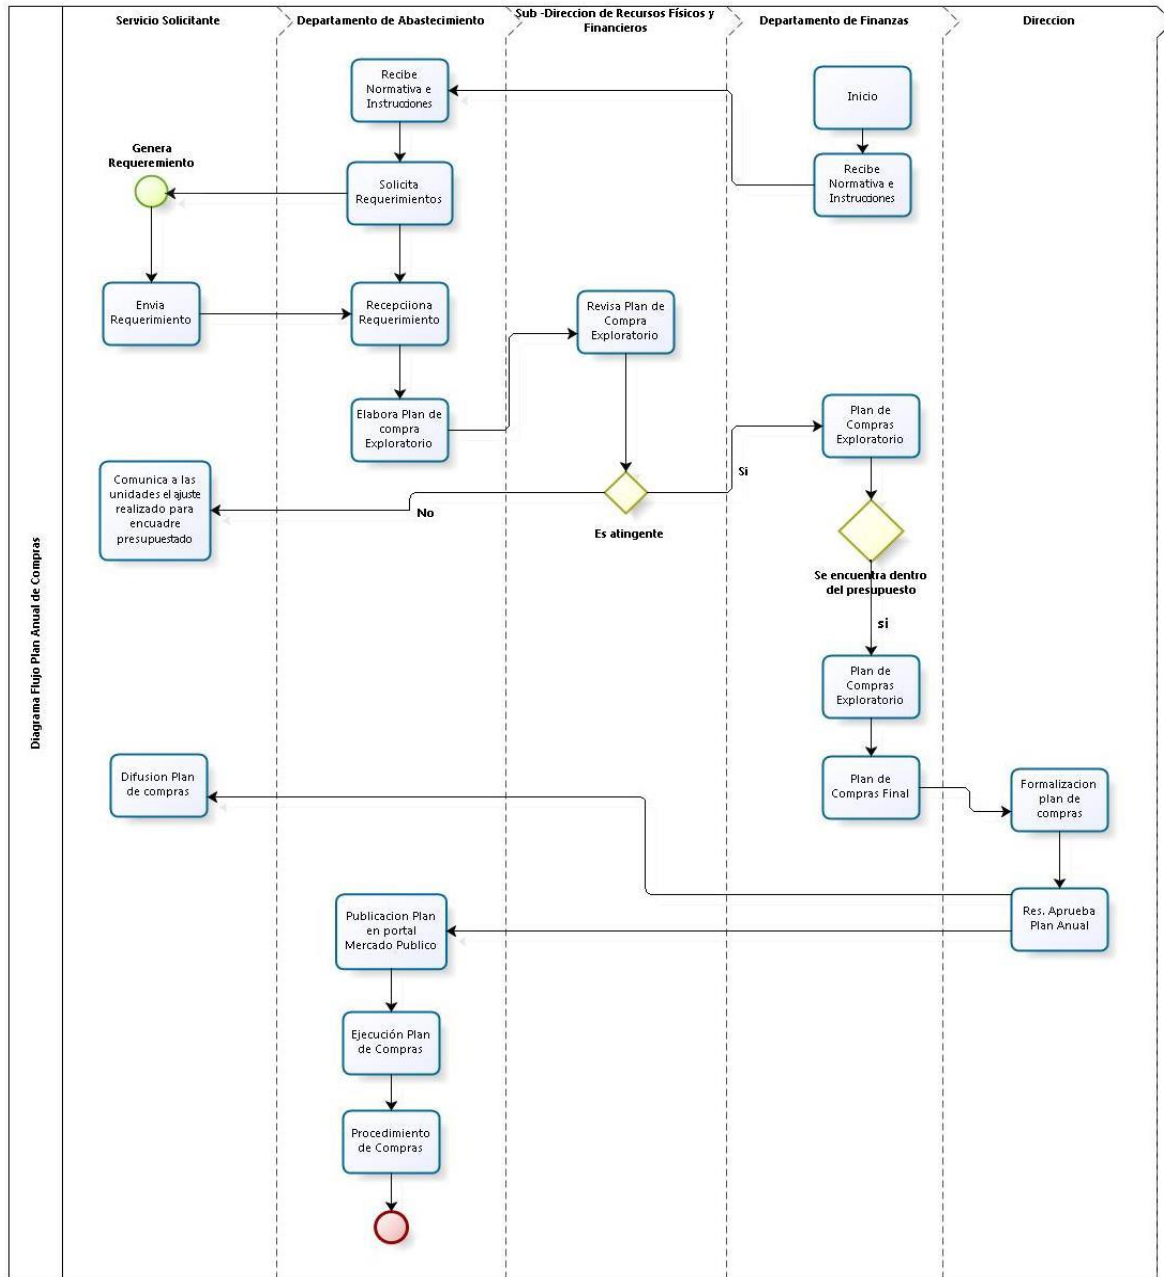 Servicio Solicitante
Departamento de Abastecimiento
Sub -Direccion de Recursos Físicos y
Financieros
Departamento de Finanzas
Direccion
Diagrama Flujo Plan Anual de Compras
Recibe
Normativa e
Instrucciones
Inicio
Genera
Requeremiento
Solicita
Requerimientos
Recibe
Normativa e
Instrucciones
Envia
Requerimiento
Recepciiona
Requerimiento
Revisa Plan de
Compra
Exploratorio
Elabora Plan de
compra
Exploratorio
Plan de
Compras
Exploratorio
Comunica a las
unidades el ajuste
realizado para
encuadre
presupuestado
No
Si
Es atingente
Se encuentra dentro
del presupuesto
si
Plan de
Compras
Exploratorio
Difusion Plan
de compras
Plan de
Compras Final
Formalizacion
plan de
compras
Publicacion Plan
en portal
Mercado Publico
Res. Aprueba
Plan Anual
Ejecución Plan
de Compras
Procedimiento
de Compras